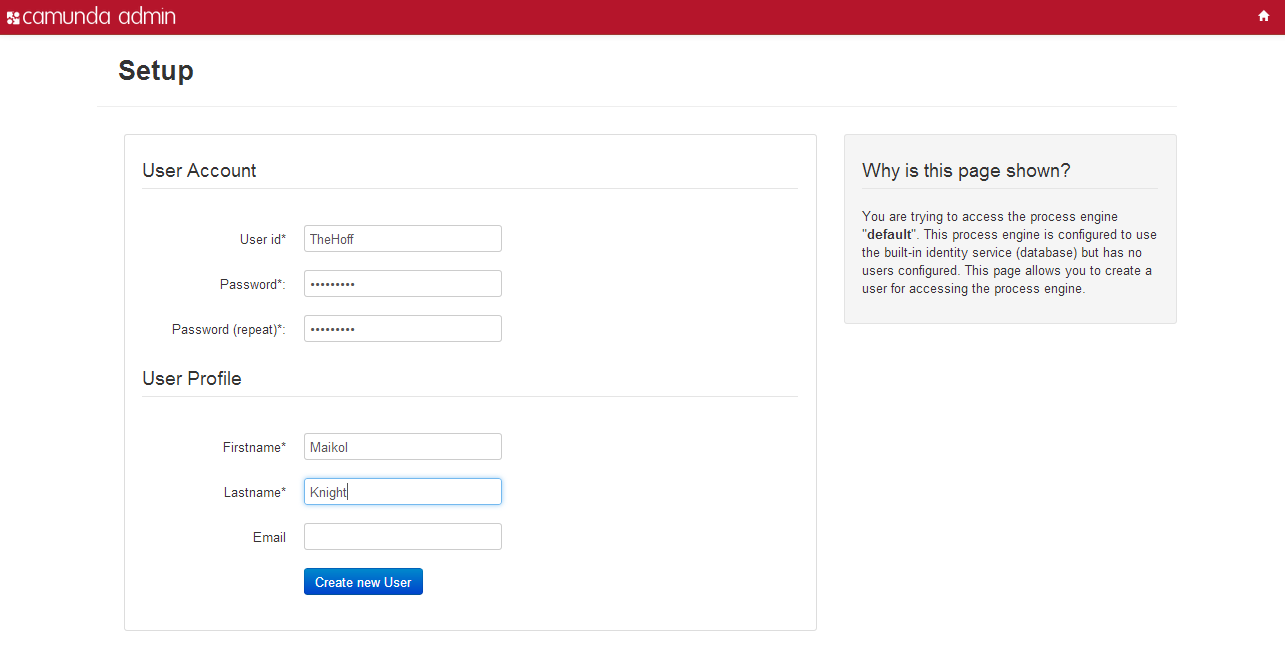 camunda admin
Setup
User Account
User id*
TheHoff
Password*:
•••••••••
Password (repeat)*:
•••••••••
User Profile
Firstname*
Maikol
Lastname*
Knight
Email
Create new User
Why is this page shown?
You are trying to access the process engine
"default". This process engine is configured to use
the built-in identity service (database) but has no
users configured. This page allows you to create a
user for accessing the process engine.